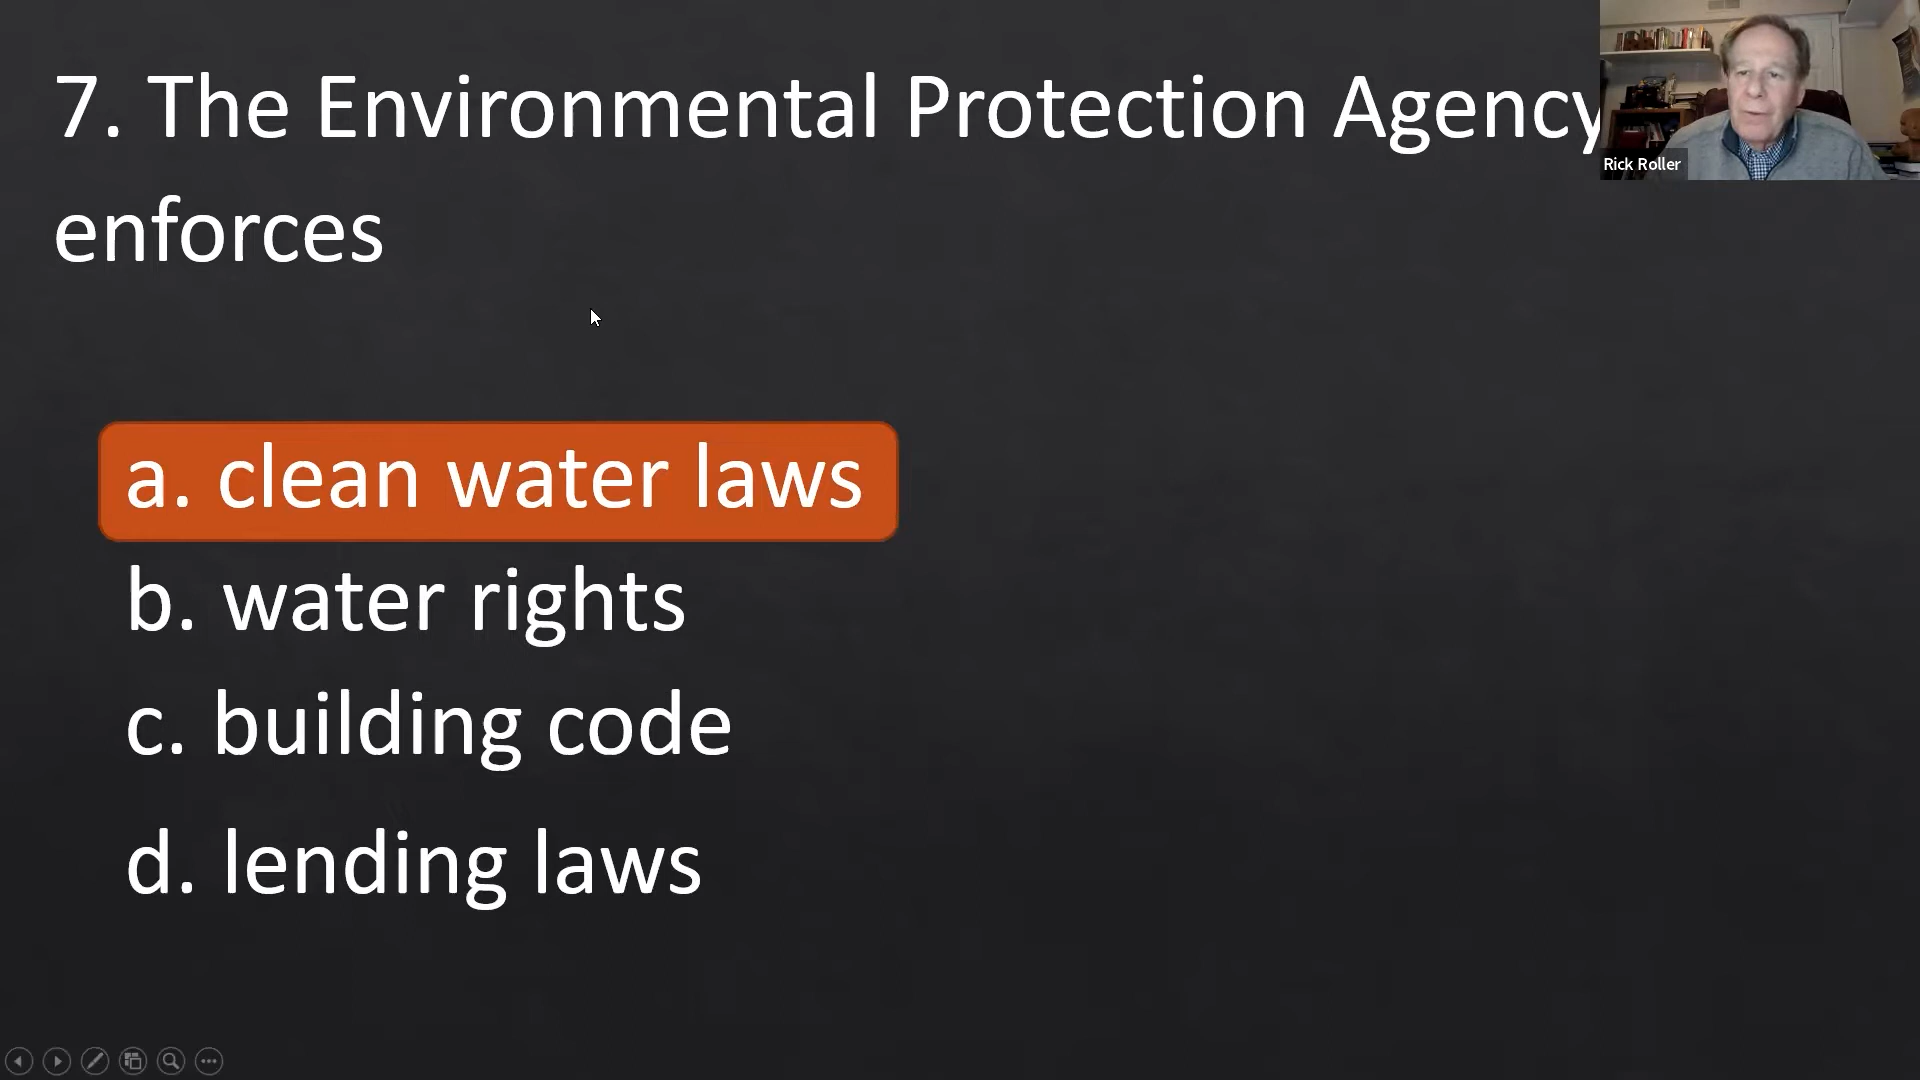 7. The Environmental Protection Agency
enforces
Rick Roller
a. clean water laws
b. water rights
c. building code
d. lending laws